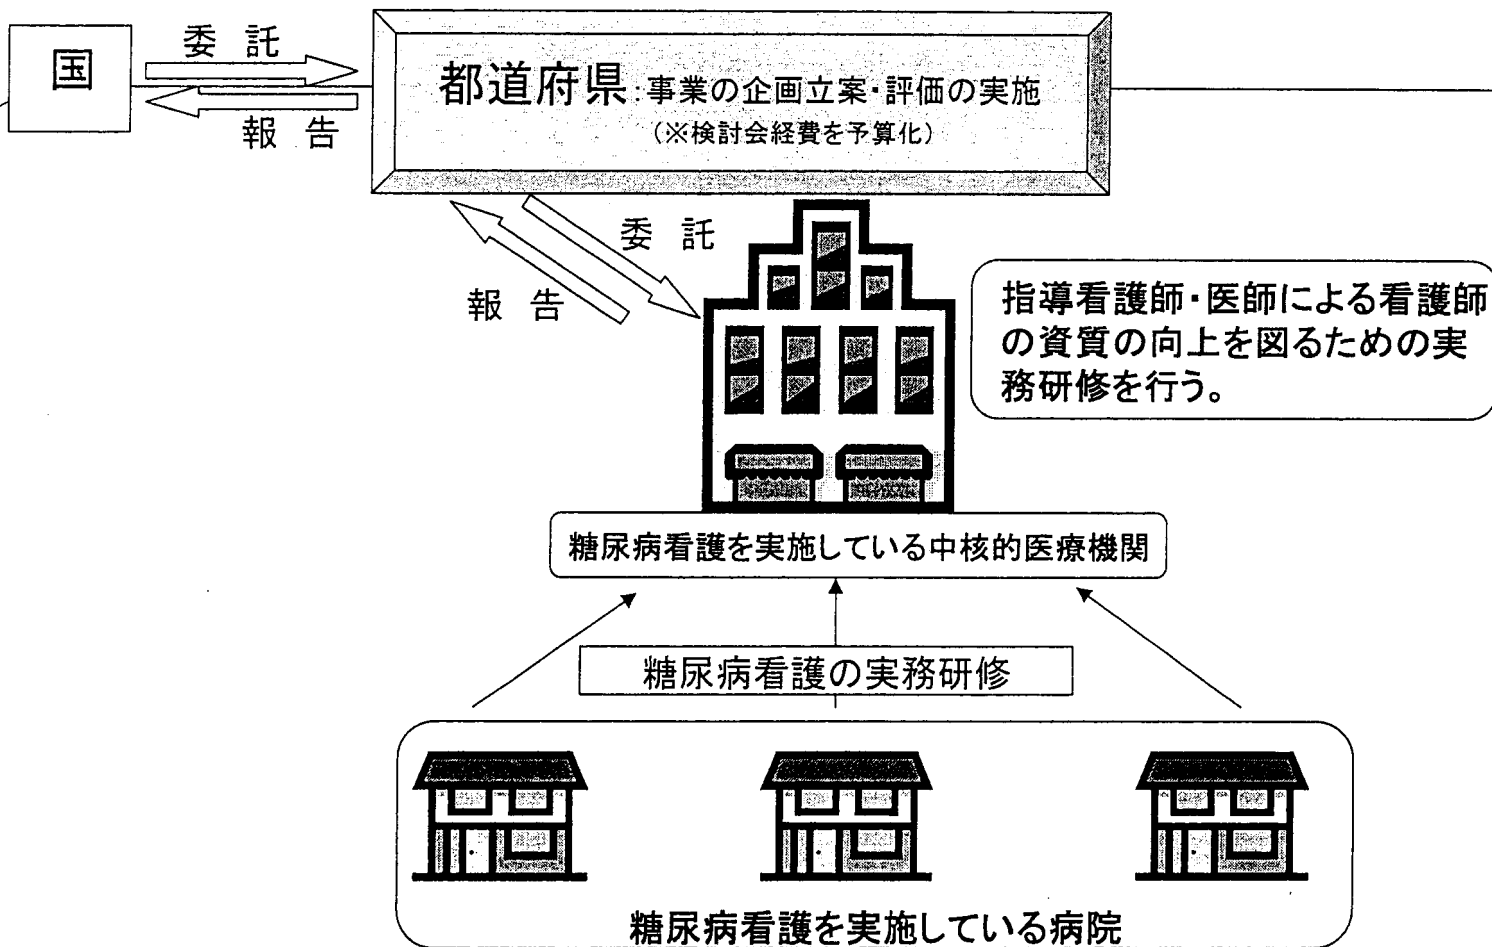 国
委 託
報 告
都道府県:事業の企画立案・評価の実施
(※検討会経費を予算化)
委 託
報 告
指導看護師・医師による看護師
の資質の向上を図るための実
務研修を行う。
糖尿病看護を実施している中核的医療機関
糖尿病看護の実務研修
糖尿病看護を実施している病院